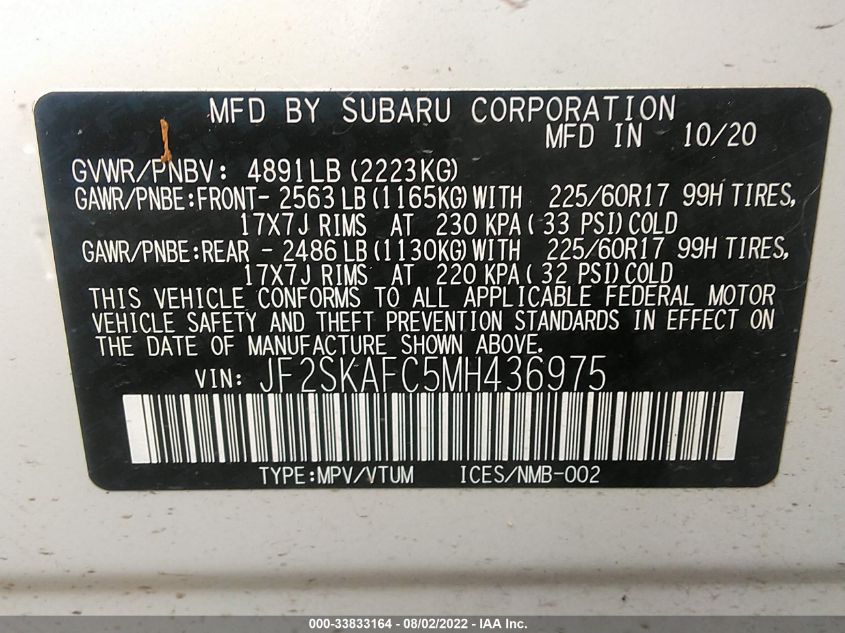 MFD BY SUBARU CORPORATION
MFD IN 10/20
GVWR/PNBV: 4891LB (2223KG)
GAWR/PNBE:FRONT- 2563LB(1165KG)WITH 225/60R17 99H TIRES,
17X7J RIMS AT 230 KPA( 33 PSI)COLD
GAWR/PNBE:REAR - 2486LB(1130KG)WITH 225/60R17 99H TIRES,
17X7J RIMS AT 220 KPA( 32 PSI)COLD
THIS VEHICLE CONFORMS TO ALL APPLICABLE FEDERAL MOTOR
VEHICLE SAFETY AND THEFT PREVENTION STANDARDS IN EFFECT ON
THE DATE OF MANUFACTURE SHOWN ABOVE.
VIN: JF2SKAFC5MH436975
TYPE:MPV/VTUM ICES/NMB-002
000-33833164 - 08/02/2022 - IAA Inc.